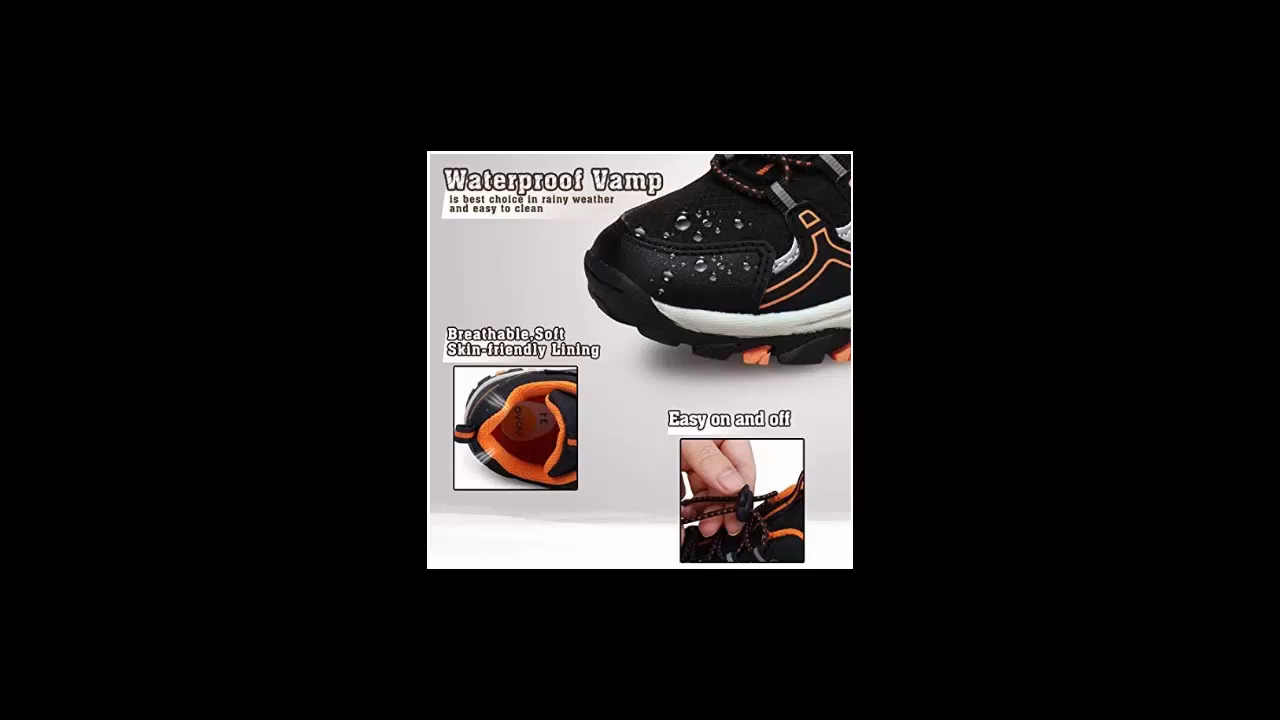 Waterproof Vamp
is best choice in rainy weather
and easy to clean
Breathable,Soft
Skin-friendly Lining
Easy on and off